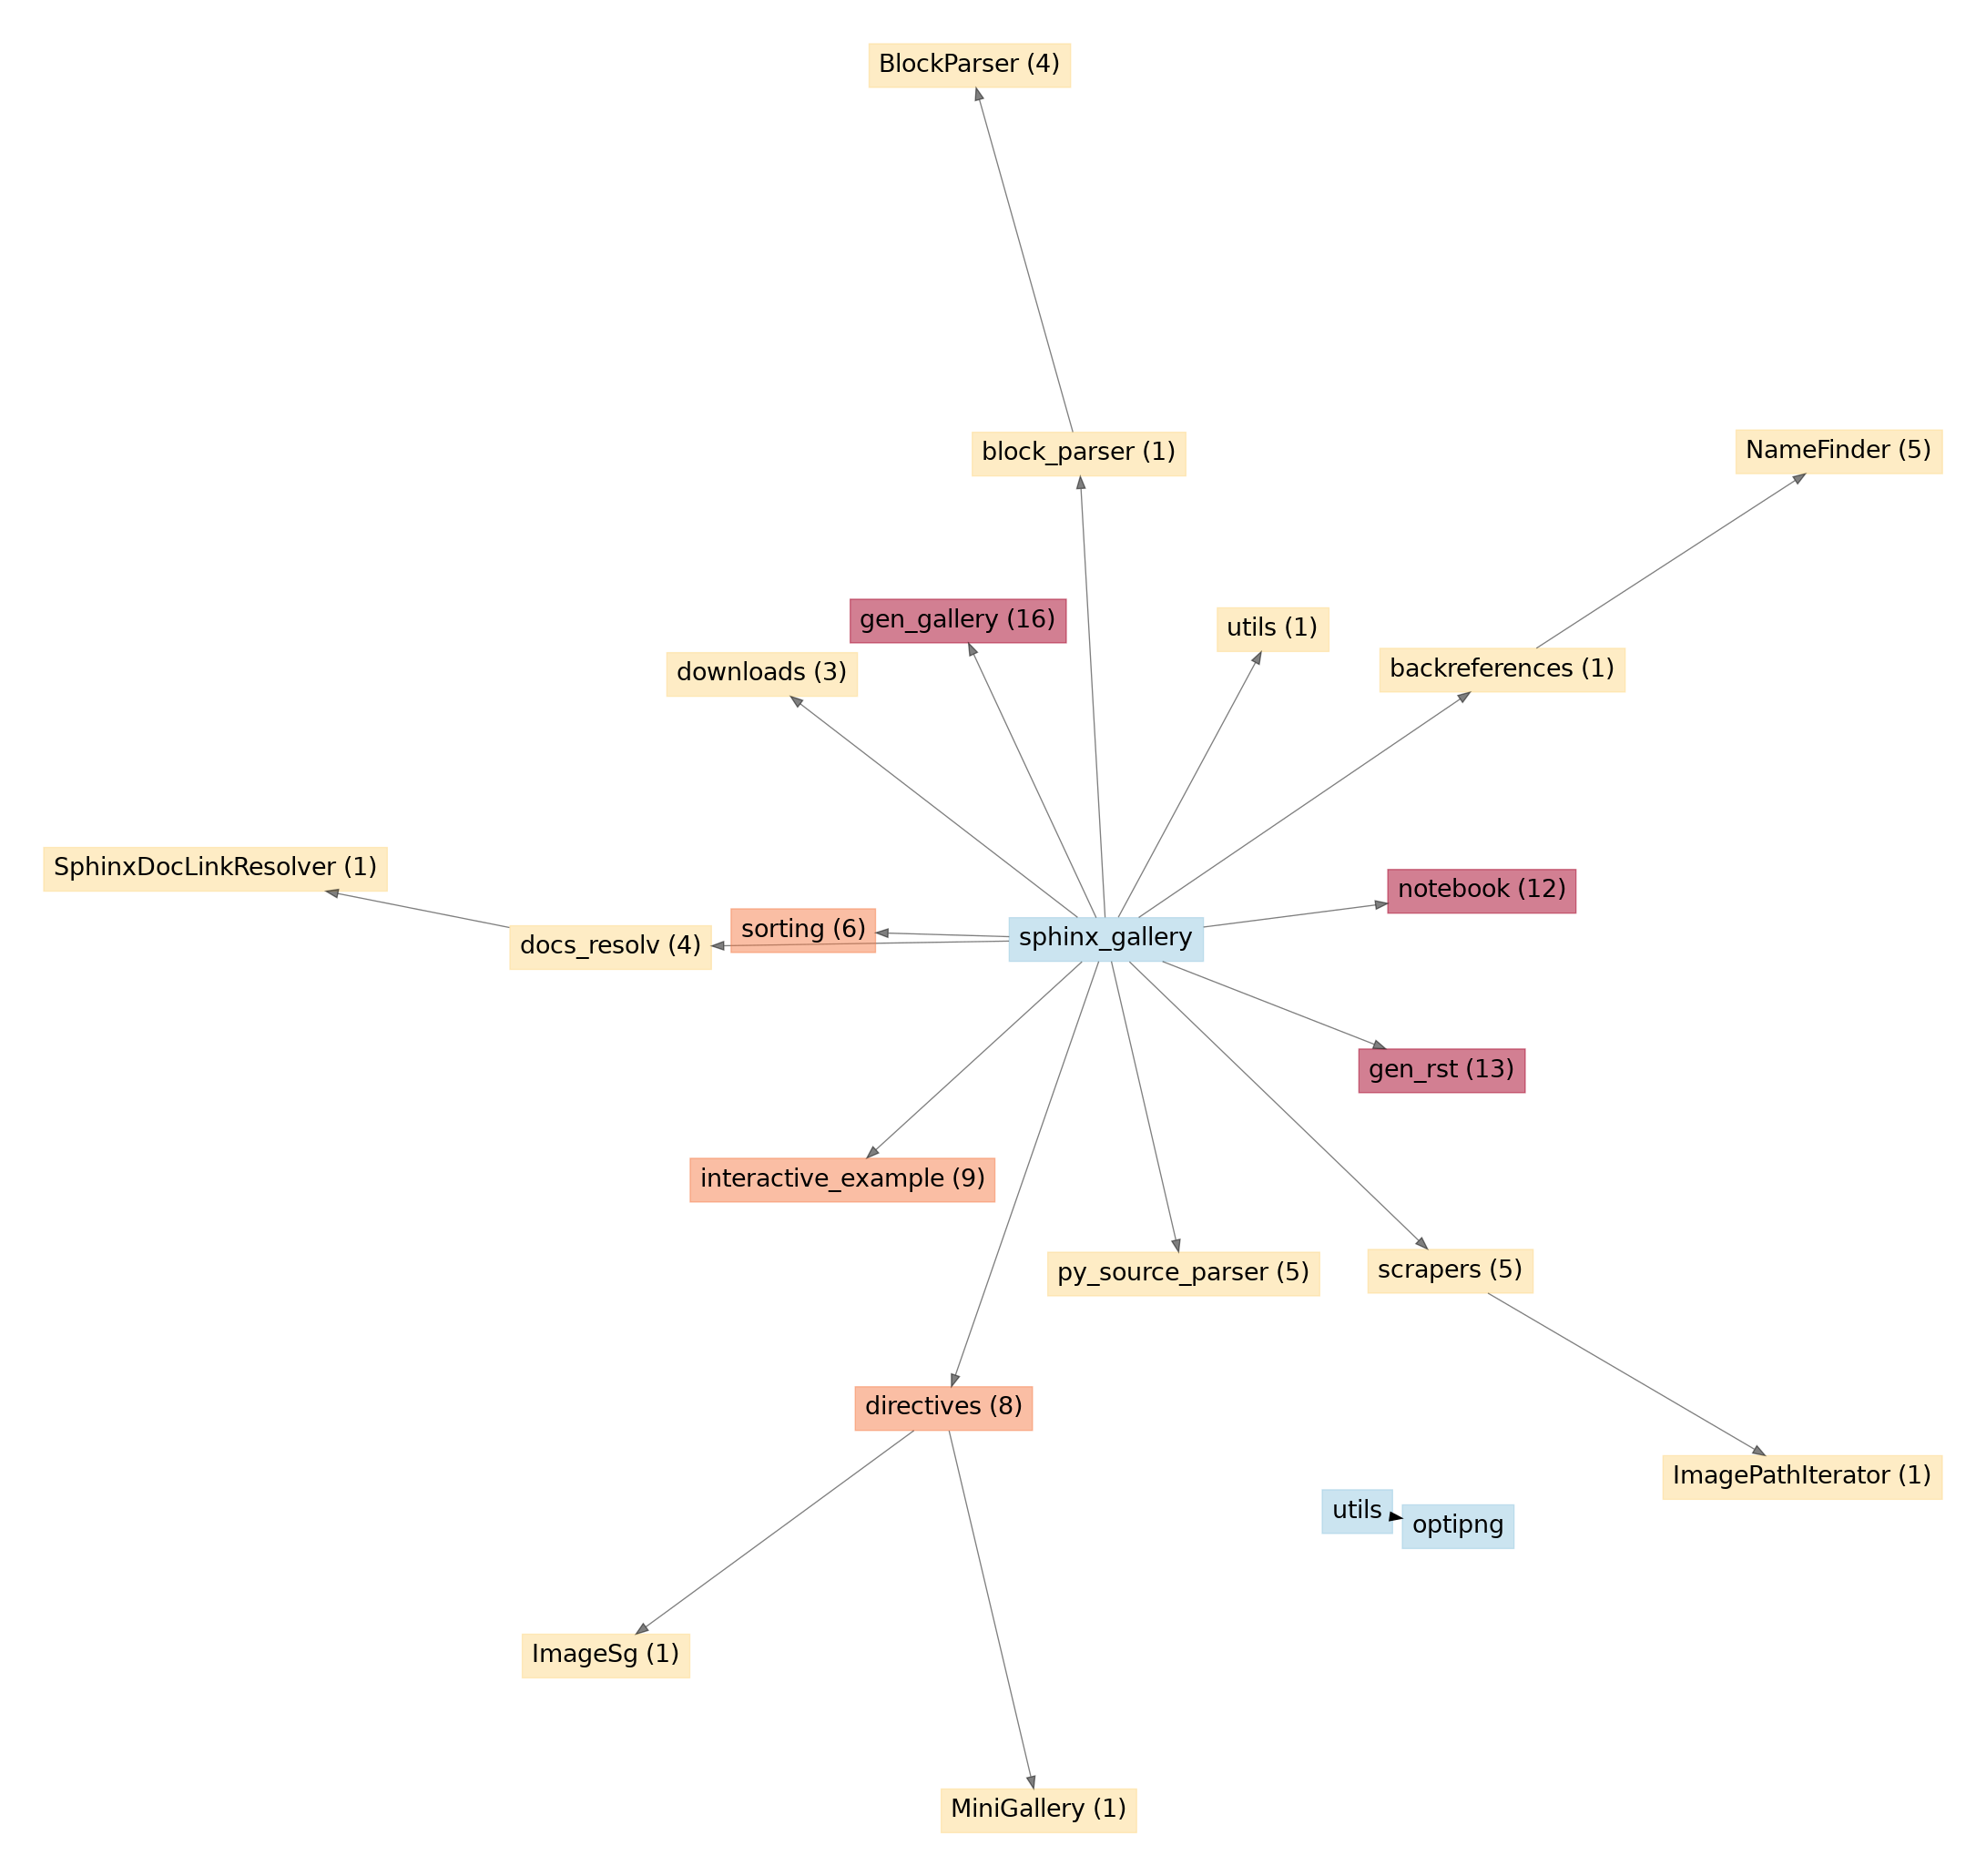 BlockParser (4)
block_parser (1)
NameFinder (5)
gen_gallery (16)
utils (1)
downloads (3)
backreferences (1)
SphinxDocLinkResolver (1)
notebook (12)
sorting (6)
sphinx_gallery
docs_resolv (4)
gen_rst (13)
interactive_example (9)
py_source_parser (5)
scrapers (5)
directives (8)
ImagePathIterator (1)
utils
optipng
ImageSg (1)
MiniGallery (1)